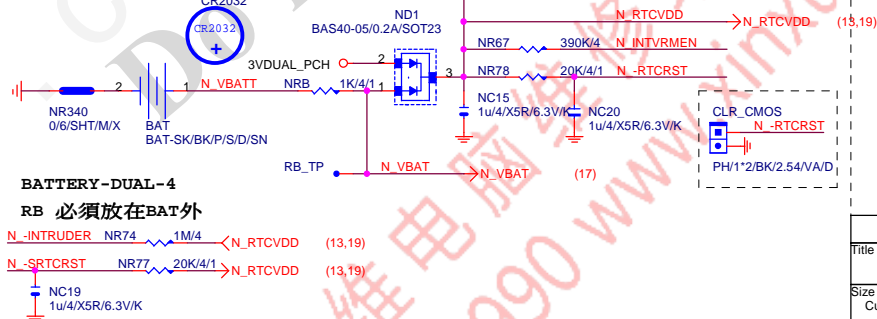 CR2032
CR2032
+
ND1
BAS40-05/0.2A/SOT23
N_RTCVDD
N_RTCVDD (13,19)
NR67 390K/4 N_INTVRMEN
3VDUAL_PCH 2
NR78 20K/4/1 N_-RTCRST
3
2 1 N_VBATT NRB 1K/4/1 1
NR340
0/6/SHT/M/X
BAT
BAT-SK/BK/P/S/D/SN
NC15
1u/4/X5R/6.3V/K
NC20
1u/4/X5R/6.3V/K
CLR_CMOS
N_-RTCRST
PH/1*2/BK/2.54/VA/D
RB_TP N_VBAT N_VBAT (17)
BATTERY-DUAL-4
RB 必須放在BAT外
N_-INTRUDER NR74 1M/4 N_RTCVDD (13,19)
N_-SRTCRST NR77 20K/4/1 N_RTCVDD (13,19)
NC19
1u/4/X5R/6.3V/K
Title
Size